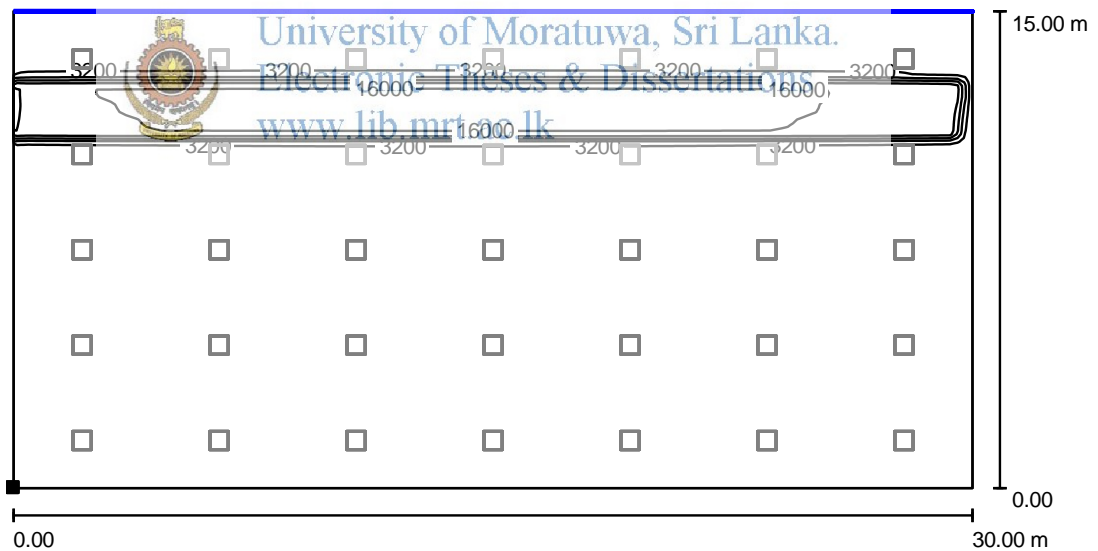 University of Moratuwa, Sri Lanka.
15.00 m
3200 3200 3200 3200 3200
Electronic Theses & Dissertations
16000 16000
www.lib.mrt.ac.lk
16000
3200 3200 3200 3200
0.00
0.00 30.00 m